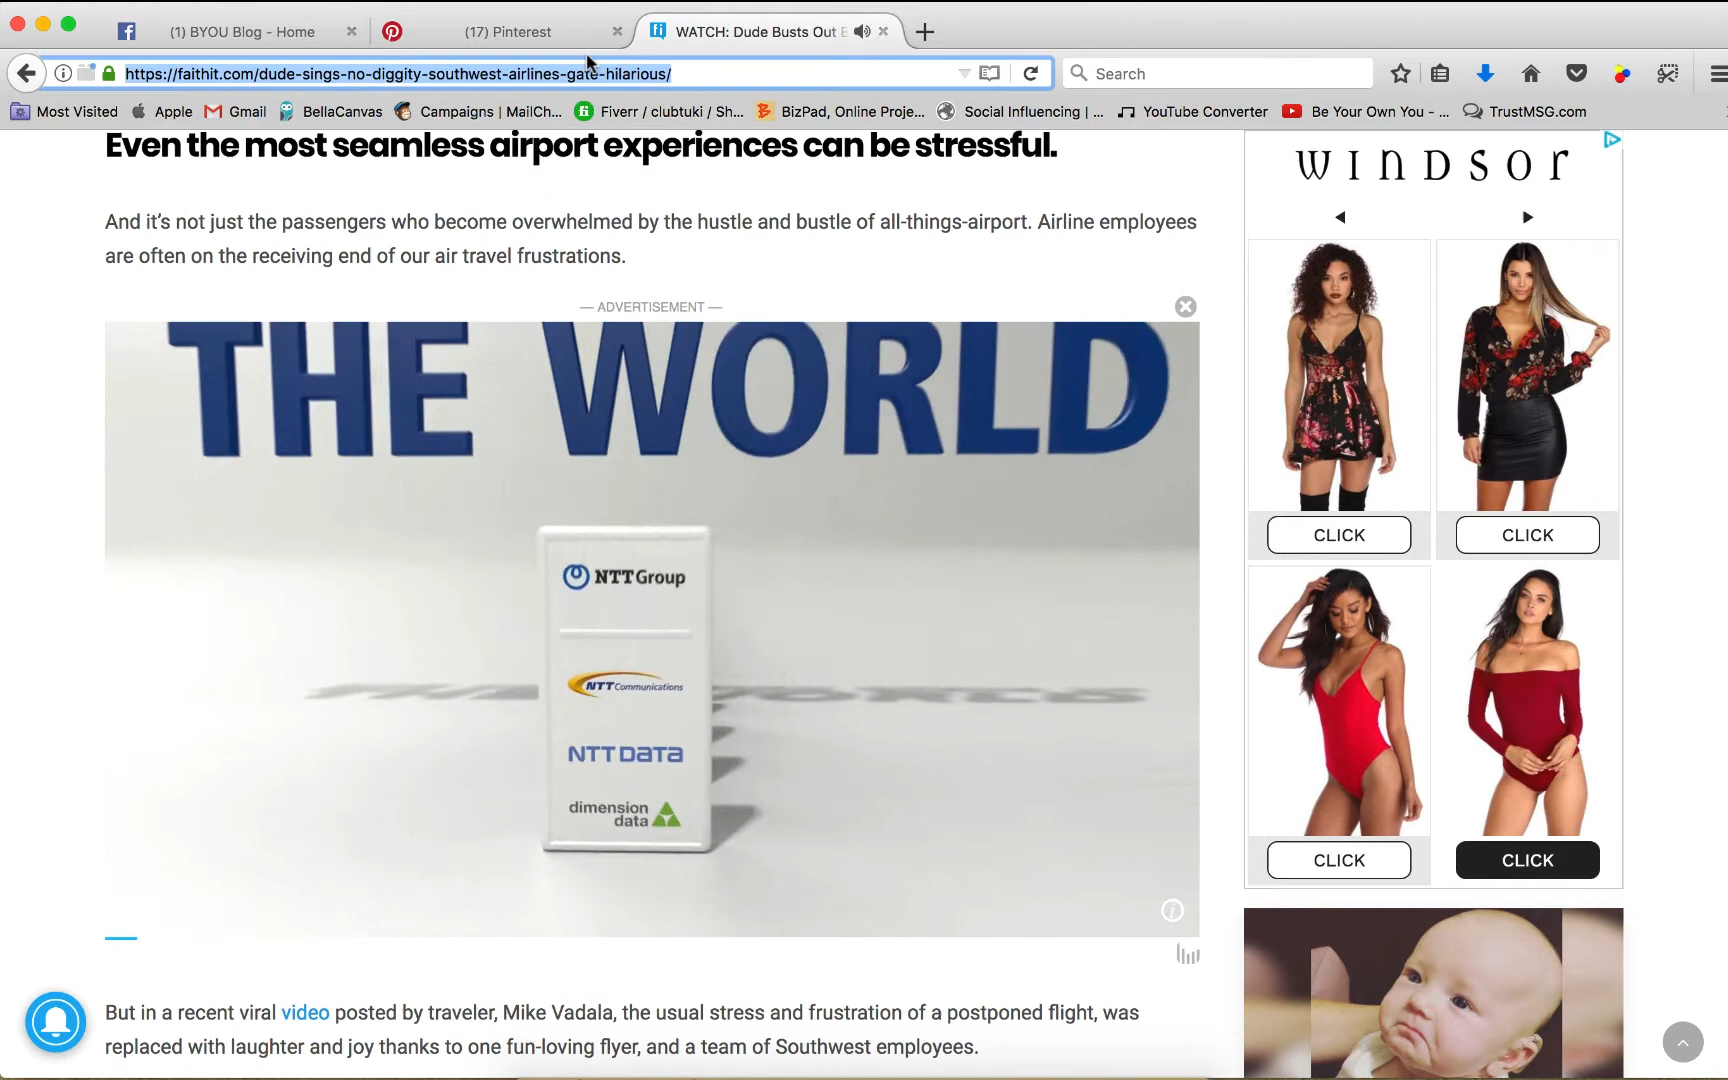 (1) BYOU Blog - Home
(17) Pinterest
WATCH: Dude Busts Out E
https://faithit.com/dude-sings-no-diggity-southwest-airlines-gate-hilarious/
Search
Most Visited
Apple
Gmail
BellaCanvas
Campaigns | MailCh...
Fiverr / clubtuki / Sh...
BizPad, Online Proje...
Social Influencing | ...
YouTube Converter
Be Your Own You - ...
TrustMSG.com
Even the most seamless airport experiences can be stressful.
And it's not just the passengers who become overwhelmed by the hustle and bustle of all-things-airport. Airline employees
are often on the receiving end of our air travel frustrations.
— ADVERTISEMENT —
THE WORLD
NTT Group
NTT Communications
NTT DATA
dimension
data
But in a recent viral video posted by traveler, Mike Vadala, the usual stress and frustration of a postponed flight, was
replaced with laughter and joy thanks to one fun-loving flyer, and a team of Southwest employees.
WINDSOR
CLICK
CLICK
CLICK
CLICK